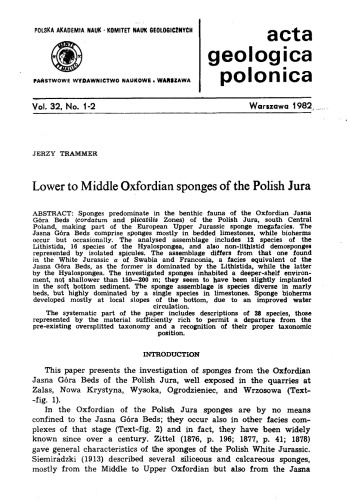 POLSKA AKADEMIA NAUK · KOMITET NAUK GEOLOGICZNYCH
acta
geologica
polonica
PAŃSTWOWE WYDAWNICTWO NAUKOWE · WARSZAWA
Vol. 32, No. 1-2
Warszawa 1982
JERZY TRAMMER
Lower to Middle Oxfordian sponges of the Polish Jura
ABSTRACT: Sponges predominate in the benthic fauna of the Oxfordian Jasna
Góra Beds (cordatum and plicatilis Zones) of the Polish Jura, south Central
Poland, making part of the European Upper Jurassic sponge megafacies. The
Jasna Góra Beds comprise sponges mostly in bedded limestones, while bioherms
occur but occasionally. The analysed assemblage includes 12 species of the
Lithistida, 16 species of the Hyalospongea, and also non-lithistid demosponges
represented by isolated spicules. The assemblage differs from that one found
in the White Jurassic α of Swabia and Franconia, a facies equivalent of the
Jasna Góra Beds, as the former is dominated by the Lithistida, while the latter
by the Hyalospongea. The investigated sponges inhabited a deeper-shelf environ-
ment, not shallower than 150—200 m; they seem to have been slightly implanted
in the soft bottom sediment. The sponge assemblage is species diverse in marly
beds, but highly dominated by a single species in limestones. Sponge bioherms
developed mostly at local slopes of the bottom, due to an improved water
circulation.
The systematic part of the paper includes descriptions of 28 species, those
represented by the material sufficiently rich to permit a departure from the
pre-existing oversplitted taxonomy and a recognition of their proper taxonomic
position.
INTRODUCTION
This paper presents the investigation of sponges from the Oxfordian
Jasna Góra Beds of the Polish Jura, well exposed in the quarries at
Zalas, Nowa Krystyna, Wysoka, Ogrodzieniec, and Wrzosowa (Text-
-fig. 1).
In the Oxfordian of the Polish Jura sponges are by no means
confined to the Jasna Góra Beds; they occur also in other facies com-
plexes of that stage (Text-fig. 2) and in fact, they have been widely
known since over a century. Zittel (1876, p. 196; 1877, p. 41; 1878)
gave general characteristics of the sponges of the Polish White Jurassic.
Siemiradzki (1913) described several siliceous and calcareous sponges,
mostly from the Middle to Upper Oxfordian but also from the Jasna